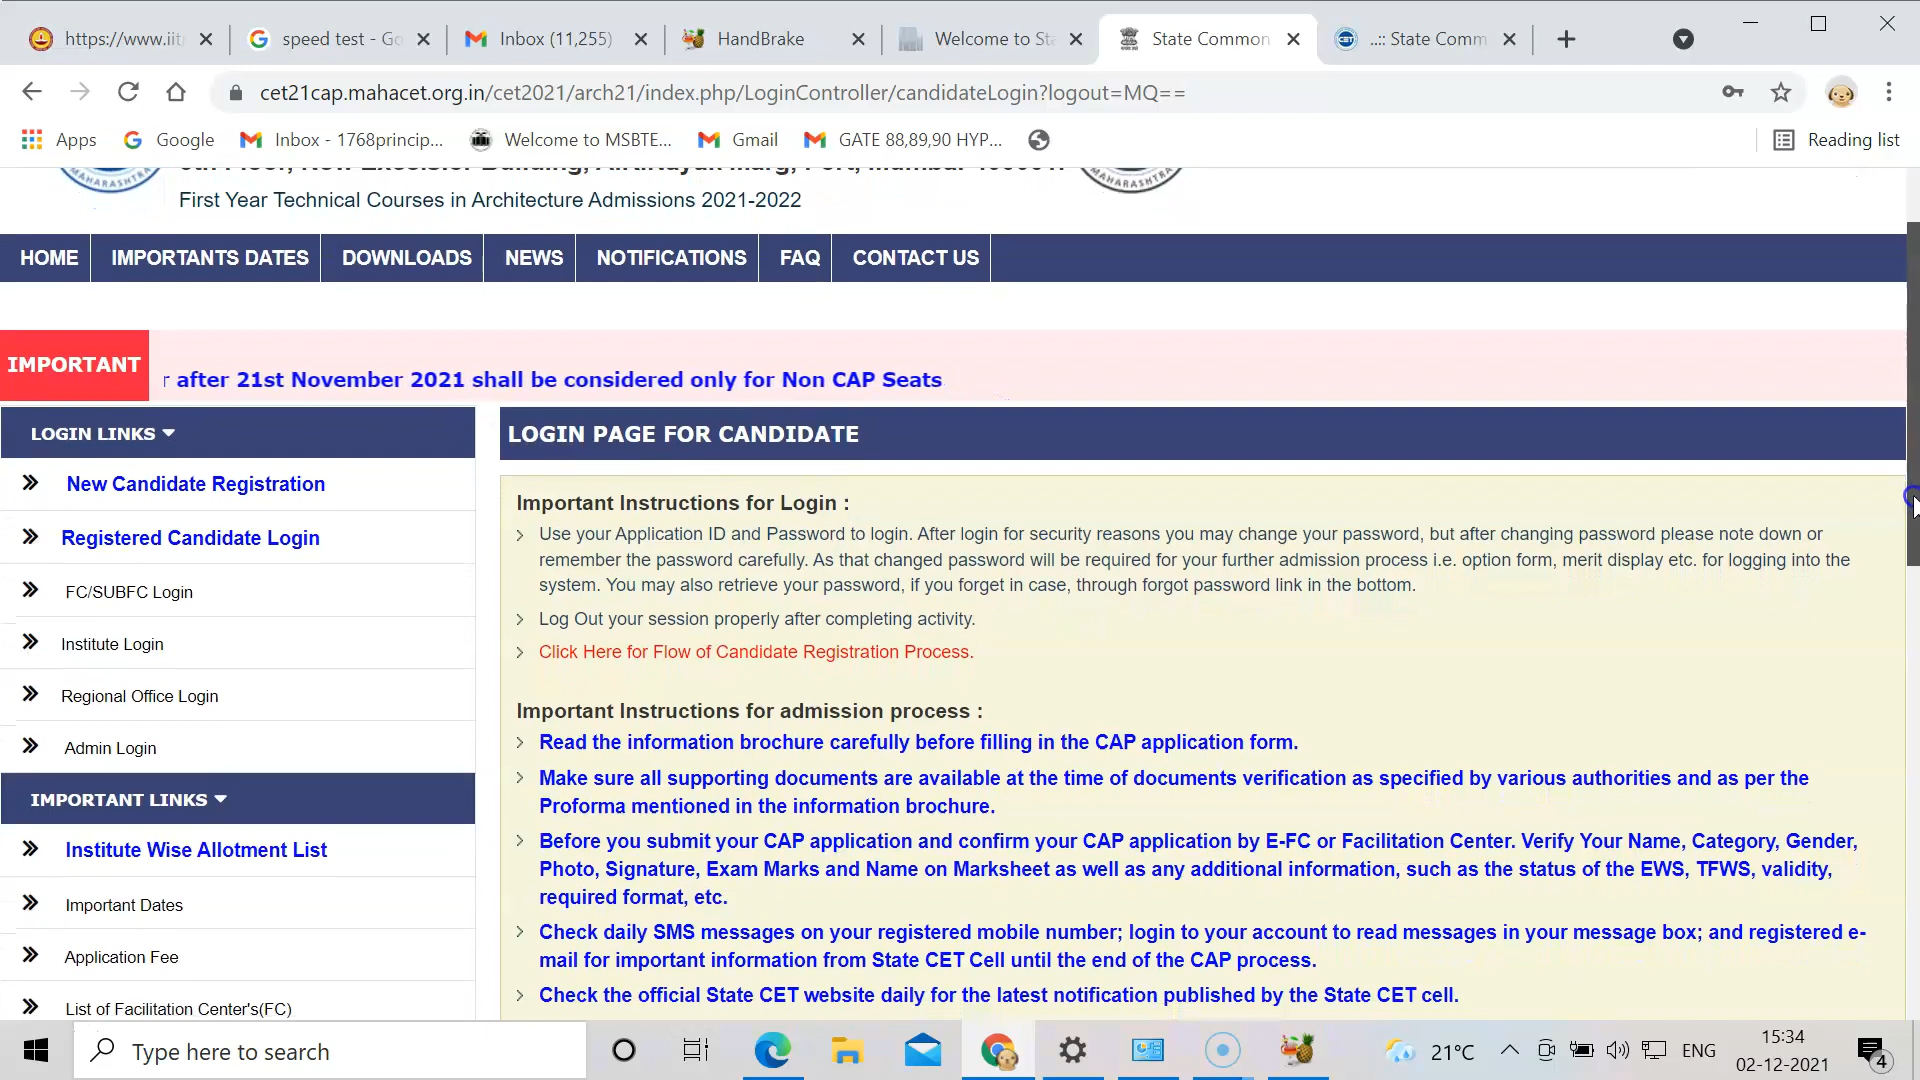 https://www.iit
speed test - Go
Inbox (11,255)
HandBrake
Welcome to Sta
State Common
..:: State Comm
cet21cap.mahacet.org.in/cet2021/arch21/index.php/LoginController/candidateLogin?logout=MQ==
Apps
Google
Inbox - 1768princip...
Welcome to MSBTE...
Gmail
GATE 88,89,90 HYP...
Reading list
MAHARASHTRA
MAHARASHTRA
First Year Technical Courses in Architecture Admissions 2021-2022
HOME
IMPORTANTS DATES
DOWNLOADS
NEWS
NOTIFICATIONS
FAQ
CONTACT US
IMPORTANT
r after 21st November 2021 shall be considered only for Non CAP Seats
LOGIN LINKS
New Candidate Registration
Registered Candidate Login
FC/SUBFC Login
Institute Login
Regional Office Login
Admin Login
IMPORTANT LINKS
Institute Wise Allotment List
Important Dates
Application Fee
List of Facilitation Center's(FC)
LOGIN PAGE FOR CANDIDATE
Important Instructions for Login :
Use your Application ID and Password to login. After login for security reasons you may change your password, but after changing password please note down or
remember the password carefully. As that changed password will be required for your further admission process i.e. option form, merit display etc. for logging into the
system. You may also retrieve your password, if you forget in case, through forgot password link in the bottom.
Log Out your session properly after completing activity.
Click Here for Flow of Candidate Registration Process.
Important Instructions for admission process :
Read the information brochure carefully before filling in the CAP application form.
Make sure all supporting documents are available at the time of documents verification as specified by various authorities and as per the
Proforma mentioned in the information brochure.
Before you submit your CAP application and confirm your CAP application by E-FC or Facilitation Center. Verify Your Name, Category, Gender,
Photo, Signature, Exam Marks and Name on Marksheet as well as any additional information, such as the status of the EWS, TFWS, validity,
required format, etc.
Check daily SMS messages on your registered mobile number; login to your account to read messages in your message box; and registered e-
mail for important information from State CET Cell until the end of the CAP process.
Check the official State CET website daily for the latest notification published by the State CET cell.
Type here to search
21°C
ENG
15:34
02-12-2021
4